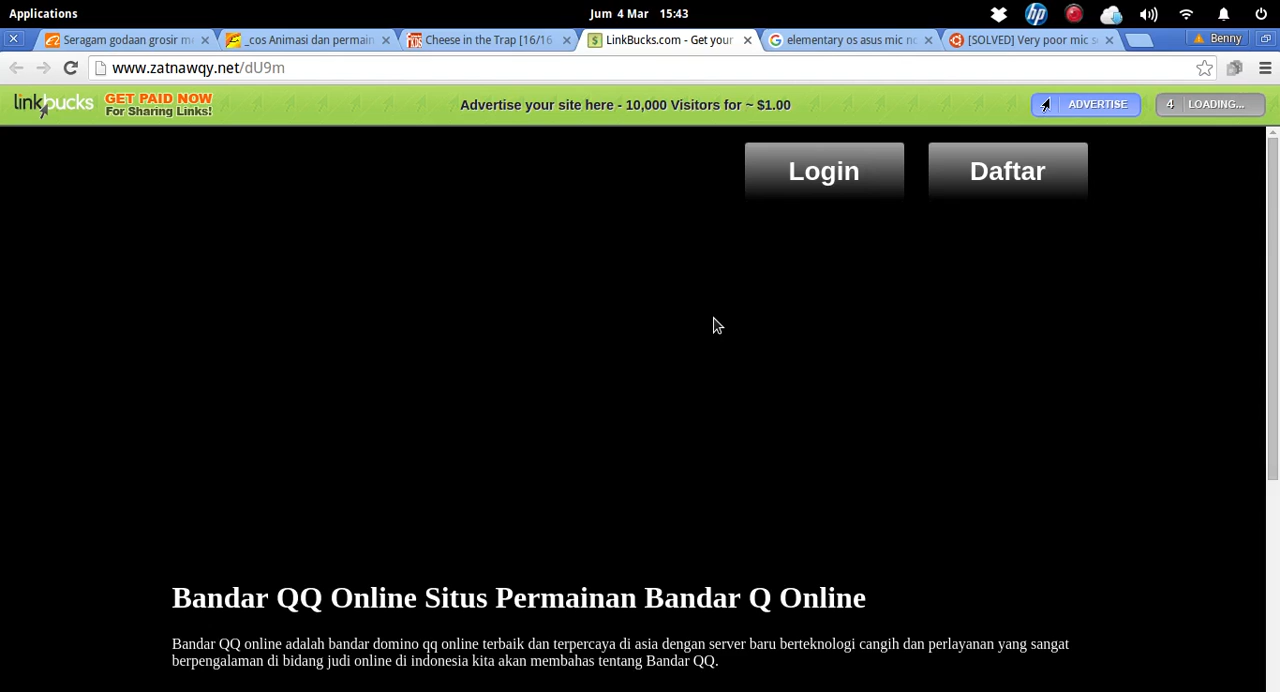 Applications
Jum 4 Mar 15:43
hp
Seragam godaan grosir m
_cos Animasi dan permain
Cheese in the Trap [16/16
LinkBucks.com - Get your
elementary os asus mic no
[SOLVED] Very poor mic s
Benny
www.zatnawqy.net/dU9m
linkbucks
GET PAID NOW
For Sharing Links!
Advertise your site here - 10,000 Visitors for ~ $1.00
ADVERTISE
4 LOADING...
Login
Daftar
Bandar QQ Online Situs Permainan Bandar Q Online
Bandar QQ online adalah bandar domino qq online terbaik dan terpercaya di asia dengan server baru berteknologi cangih dan perlayanan yang sangat
berpengalaman di bidang judi online di indonesia kita akan membahas tentang Bandar QQ.